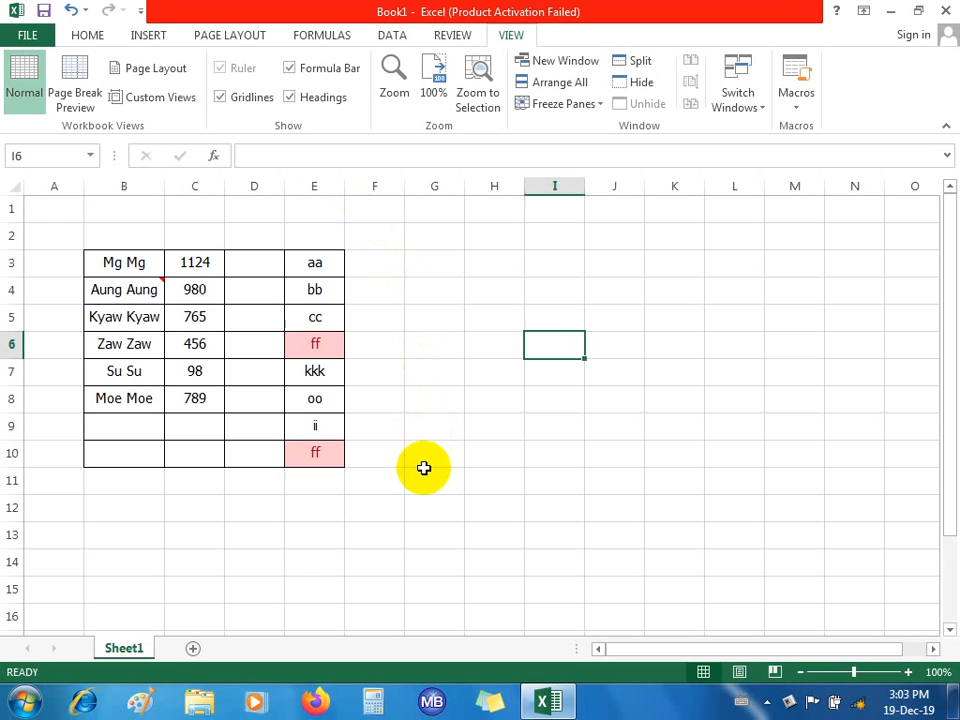 Book1 - Excel (Product Activation Failed)
?
FILE HOME INSERT PAGE LAYOUT FORMULAS DATA REVIEW VIEW Sign in
Normal
Page Break Preview
Page Layout
Custom Views
Workbook Views
Ruler
Formula Bar
Gridlines
Headings
Show
Zoom
100
100%
Zoom to Selection
Zoom
New Window
Arrange All
Freeze Panes
Split
Hide
Unhide
Switch Windows
Window
Macros
Macros
I6
fx
A B C D E F G H I J K L M N O
1
2
3 Mg Mg 1124 aa
4 Aung Aung 980 bb
5 Kyaw Kyaw 765 cc
6 Zaw Zaw 456 ff
7 Su Su 98 kkk
8 Moe Moe 789 oo
9 ii
10 ff
11
12
13
14
15
16
Sheet1
READY
100%
MB
3:03 PM
19-Dec-19